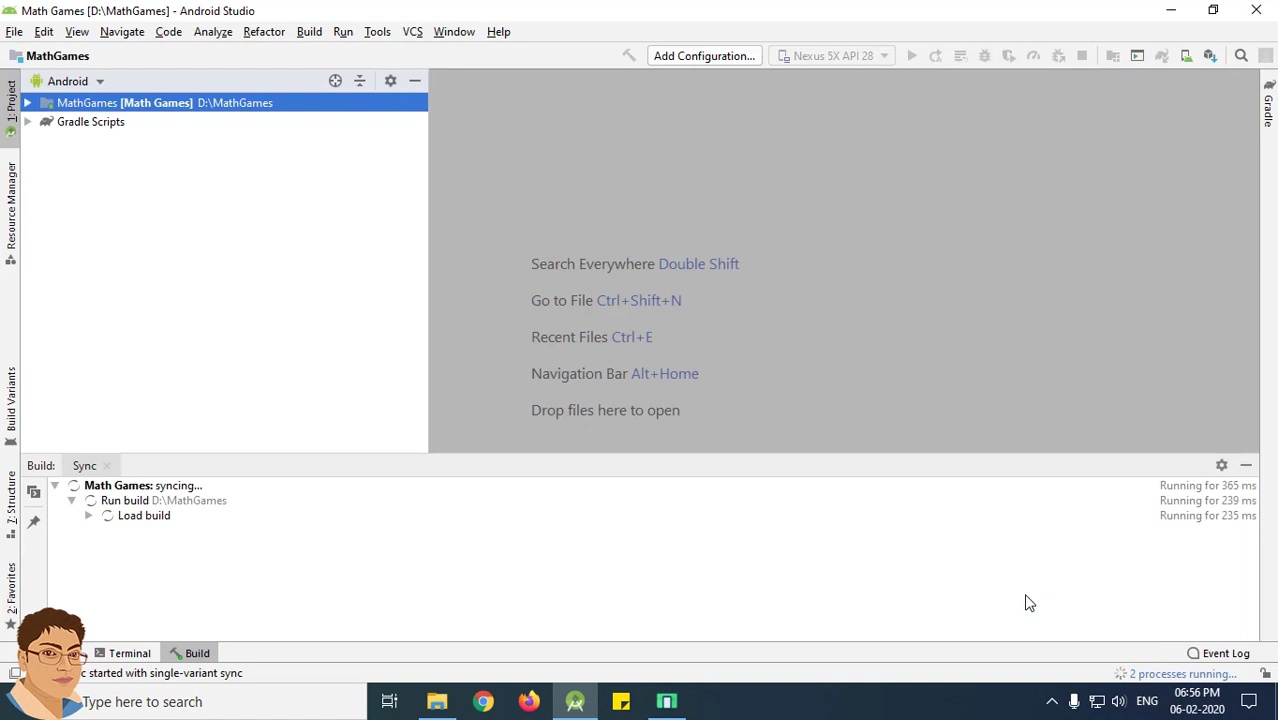 Math Games [D:\MathGames] - Android Studio
File Edit View Navigate Code Analyze Refactor Build Run Tools VCS Window Help
MathGames Add Configuration... Nexus 5X API 28
Android
MathGames [Math Games] D:\MathGames
Gradle Scripts
1: Project
Resource Manager
Build Variants
7: Structure
2: Favorites
Gradle
Search Everywhere Double Shift
Go to File Ctrl+Shift+N
Recent Files Ctrl+E
Navigation Bar Alt+Home
Drop files here to open
Build: Sync
Math Games: syncing... Running for 365 ms
Run build D:\MathGames Running for 239 ms
Load build Running for 235 ms
Terminal Build Event Log
started with single-variant sync 2 processes running...
Type here to search ENG 06:56 PM
06-02-2020